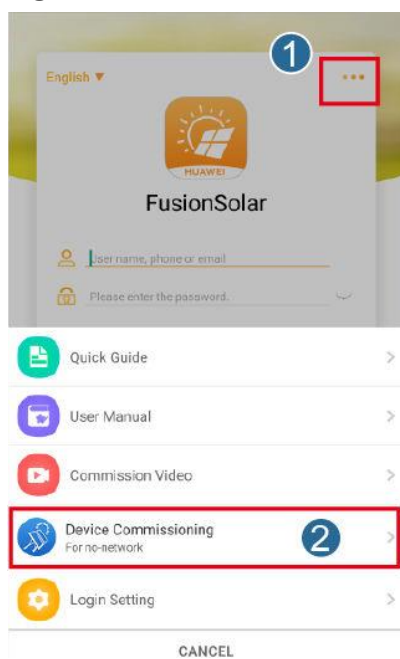 1
English ▼
HUAWEI
FusionSolar
User name, phone or email
Please enter the password.
Quick Guide
User Manual
Commission Video
Device Commissioning
For no-network
2
Login Setting
CANCEL